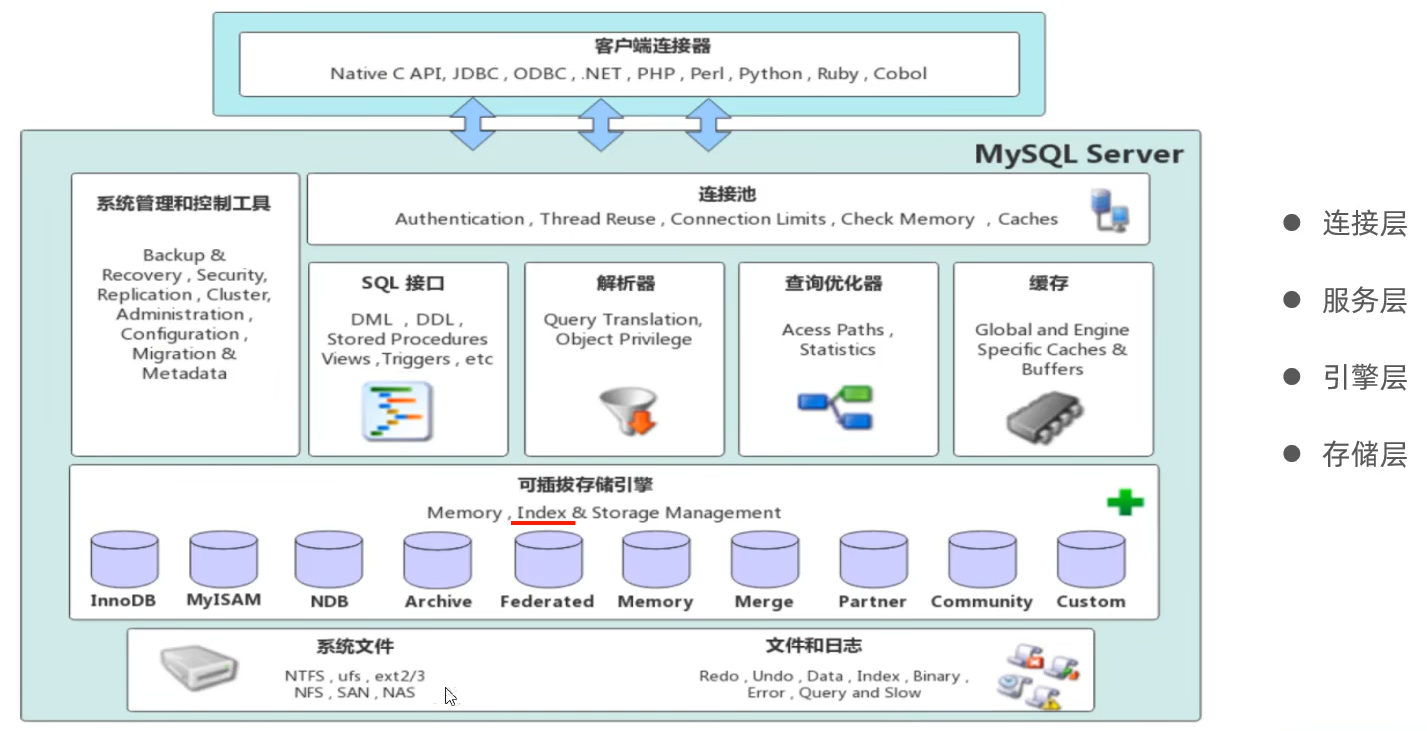 客户端连接器
Native C API, JDBC , ODBC , .NET , PHP , Perl , Python , Ruby , Cobol
MySQL Server
系统管理和控制工具
Backup &
Recovery , Security,
Replication , Cluster,
Administration ,
Configuration ,
Migration &
Metadata
连接池
Authentication , Thread Reuse , Connection Limits , Check Memory , Caches
SQL 接口
DML , DDL ,
Stored Procedures
Views ,Triggers , etc
解析器
Query Translation,
Object Privilege
查询优化器
Acess Paths ,
Statistics
缓存
Global and Engine
Specific Caches &
Buffers
可插拔存储引擎
Memory , Index & Storage Management
InnoDB
MyISAM
NDB
Archive
Federated
Memory
Merge
Partner
Community
Custom
系统文件
NTFS , ufs , ext2/3
NFS , SAN , NAS
文件和日志
Redo , Undo , Data , Index , Binary ,
Error , Query and Slow
● 连接层
● 服务层
● 引擎层
● 存储层